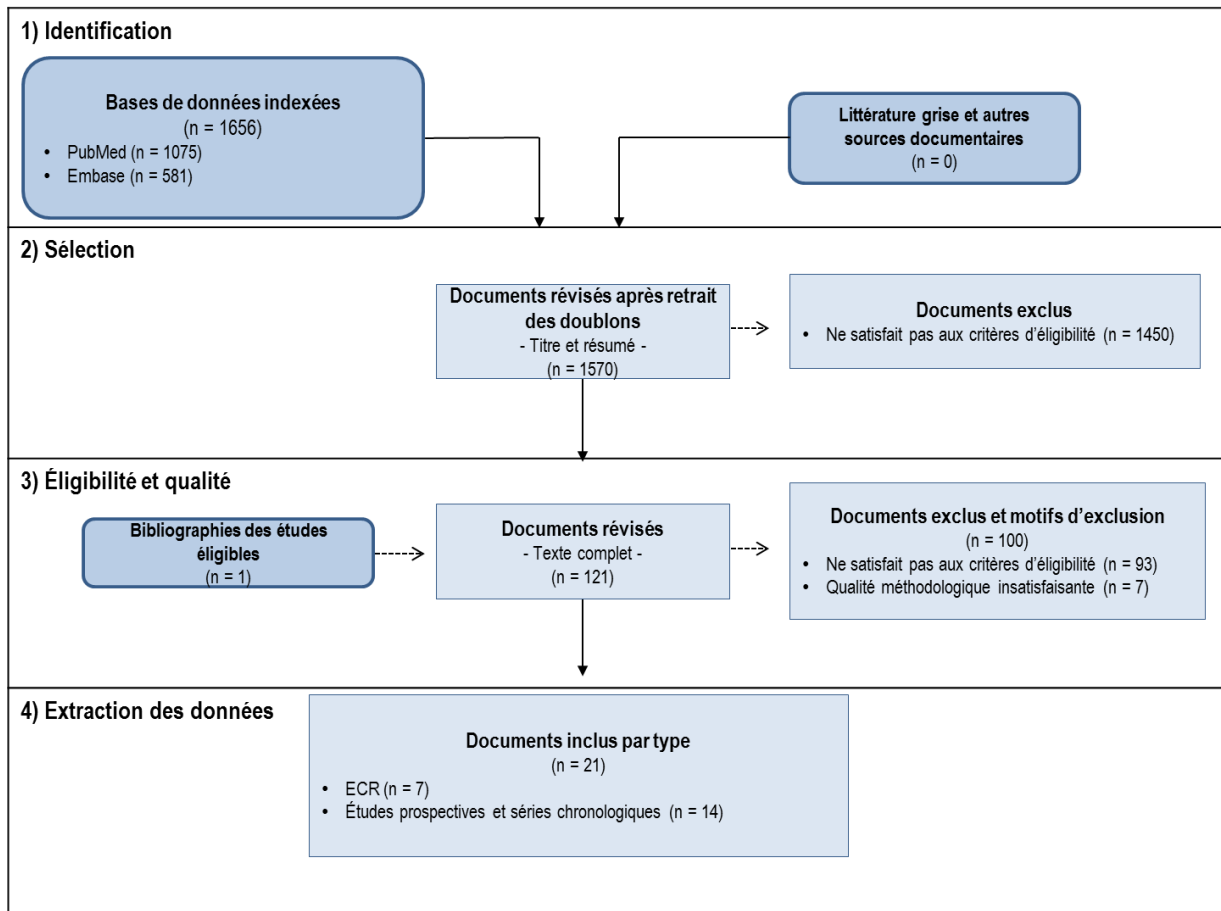 1) Identification
Bases de données indexées
(n = 1656)
• PubMed (n = 1075)
• Embase (n = 581)
Littérature grise et autres
sources documentaires
(n = 0)
2) Sélection
Documents révisés après retrait
des doublons
- Titre et résumé -
(n = 1570)
Documents exclus
• Ne satisfait pas aux critères d’éligibilité (n = 1450)
3) Éligibilité et qualité
Bibliographies des études
éligibles
(n = 1)
Documents révisés
- Texte complet -
(n = 121)
Documents exclus et motifs d’exclusion
(n = 100)
• Ne satisfait pas aux critères d’éligibilité (n = 93)
• Qualité méthodologique insatisfaisante (n = 7)
4) Extraction des données
Documents inclus par type
(n = 21)
• ECR (n = 7)
• Études prospectives et séries chronologiques (n = 14)